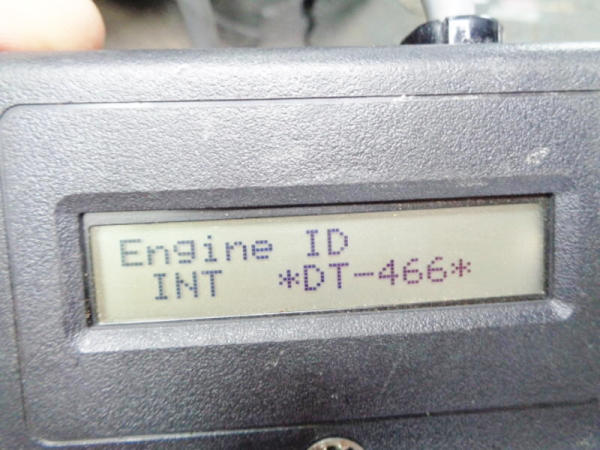 Engine ID
INT *DT-466*